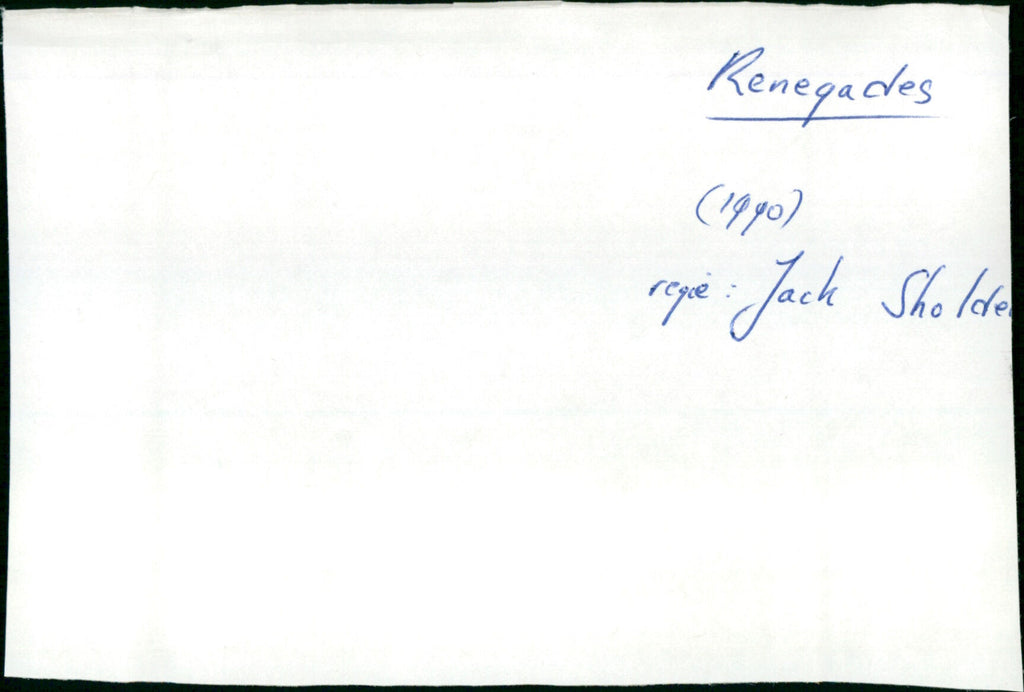 Renegades
(1990)
regie: Jack Sholde